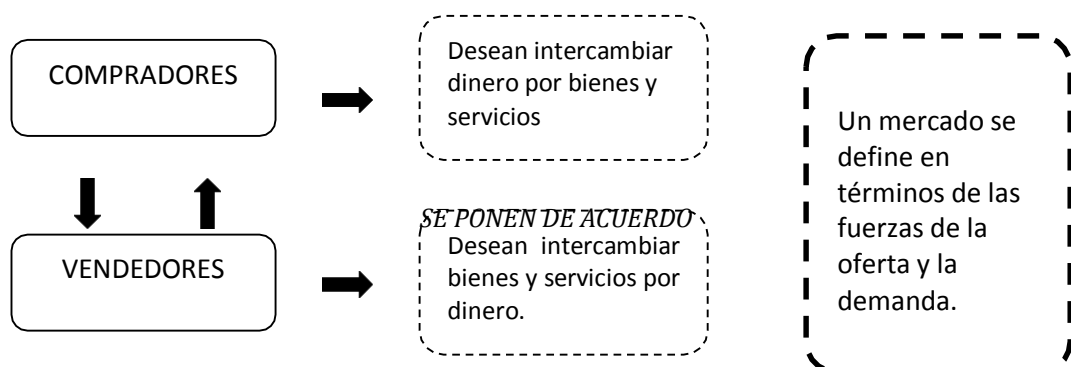 COMPRADORES
Desean intercambiar
dinero por bienes y
servicios
SE PONEN DE ACUERDO
VENDEDORES
Desean intercambiar
bienes y servicios por
dinero.
Un mercado se
define en
términos de las
fuerzas de la
oferta y la
demanda.